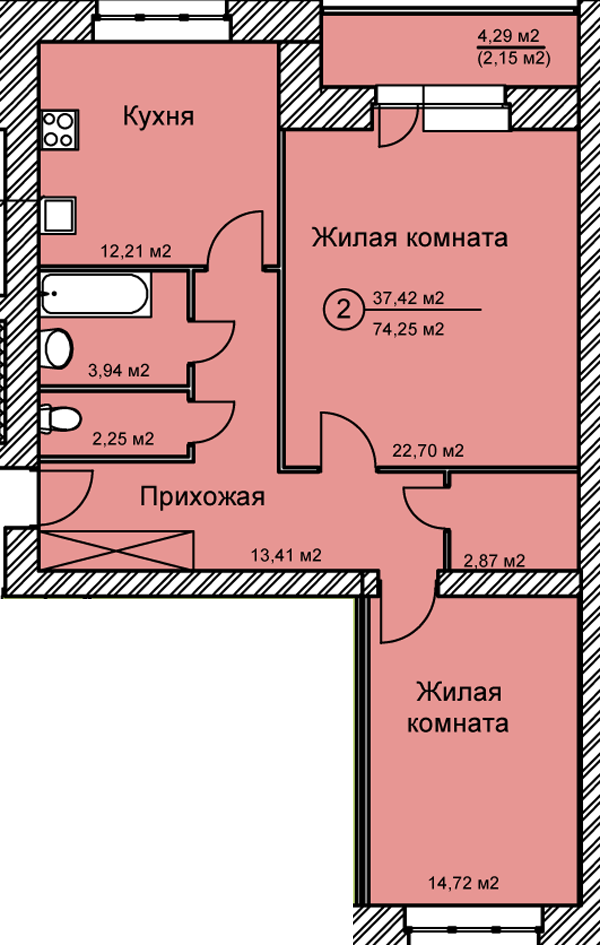 4,29 м2
(2,15 м2)
Кухня
12,21 м2
Жилая комната
2
37,42 м2
74,25 м2
3,94 м2
2,25 м2
22,70 м2
Прихожая
13,41 м2
2,87 м2
Жилая
комната
14,72 м2